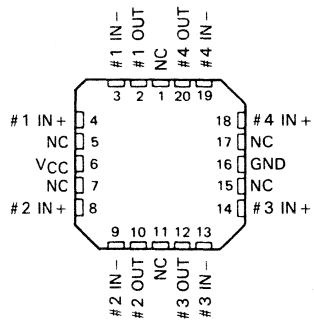 #1 IN-
#1 OUT
NC
#4 OUT
#4 IN-
3 2 1 20 19
#1 IN+ 4 18 #4 IN+
NC 5 17 NC
VCC 6 16 GND
NC 7 15 NC
#2 IN+ 8 14 #3 IN+
9 10 11 12 13
#2 IN-
#2 OUT
NC
#3 OUT
#3 IN-